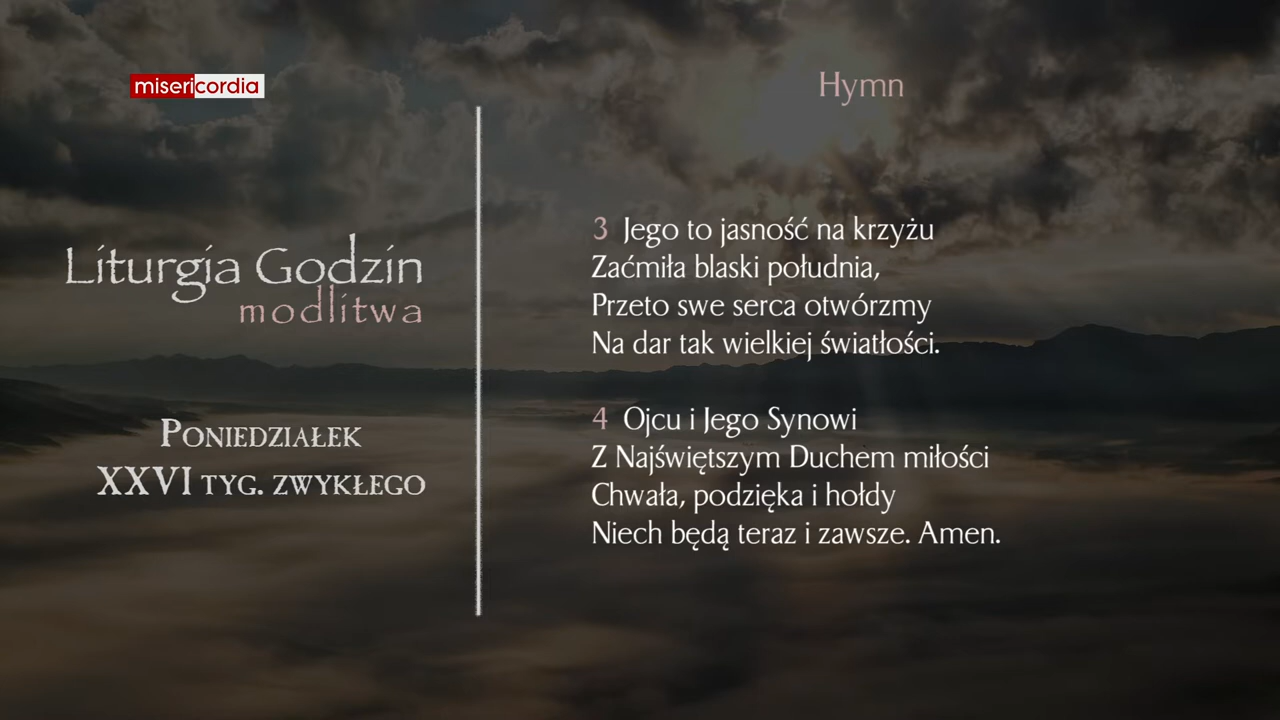 misericordia
Liturgia Godzin
modlitwa
Poniedziałek
XXVI tyg. zwykłego
Hymn
3 Jego to jasność na krzyżu
Zaćmiła blaski południa,
Przeto swe serca otwórzmy
Na dar tak wielkiej światłości.
4 Ojcu i Jego Synowi
Z Najświętszym Duchem miłości
Chwała, podzięka i hołdy
Niech będą teraz i zawsze. Amen.